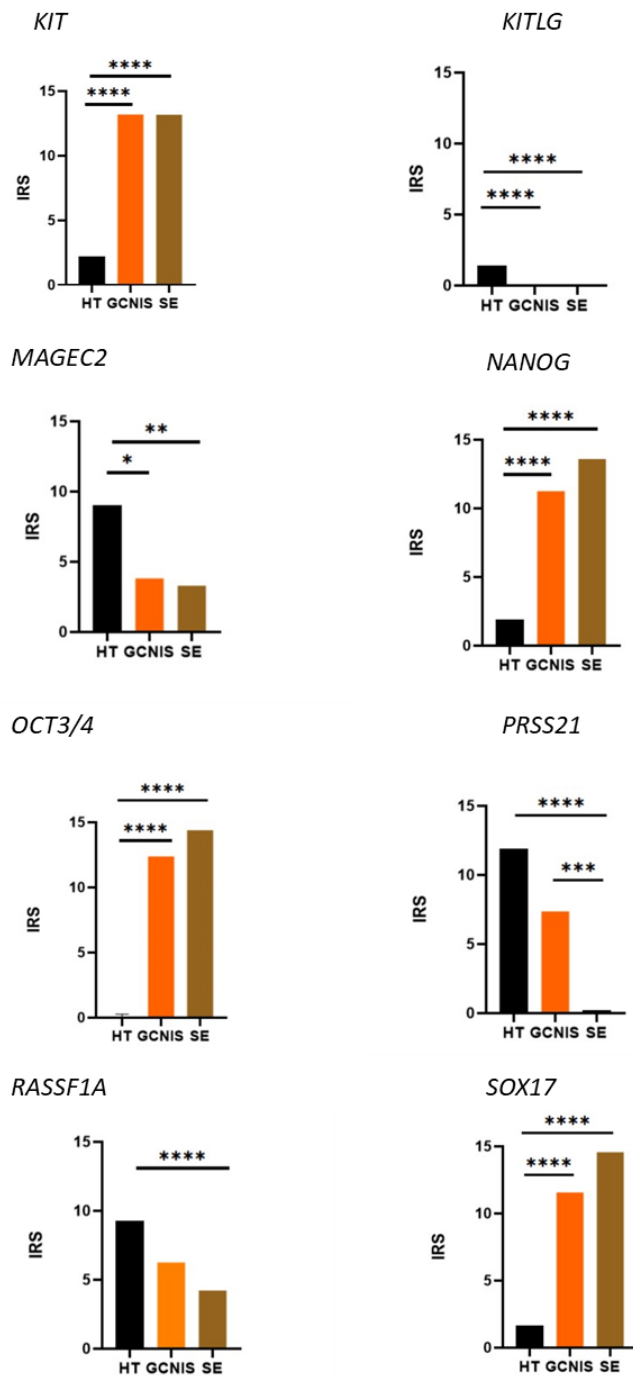 KIT
****
****
15
10
5
0
IRS
HT GCNIS SE
KITLG
15
10
5
0
IRS
****
****
HT GCNIS SE
MAGEC2
15
10
5
0
IRS
**
*
HT GCNIS SE
NANOG
15
10
5
0
IRS
****
****
HT GCNIS SE
OCT3/4
15
10
5
0
IRS
****
****
HT GCNIS SE
PRSS21
15
10
5
0
IRS
****
***
HT GCNIS SE
RASSF1A
15
10
5
0
IRS
****
HT GCNIS SE
SOX17
15
10
5
0
IRS
****
****
HT GCNIS SE